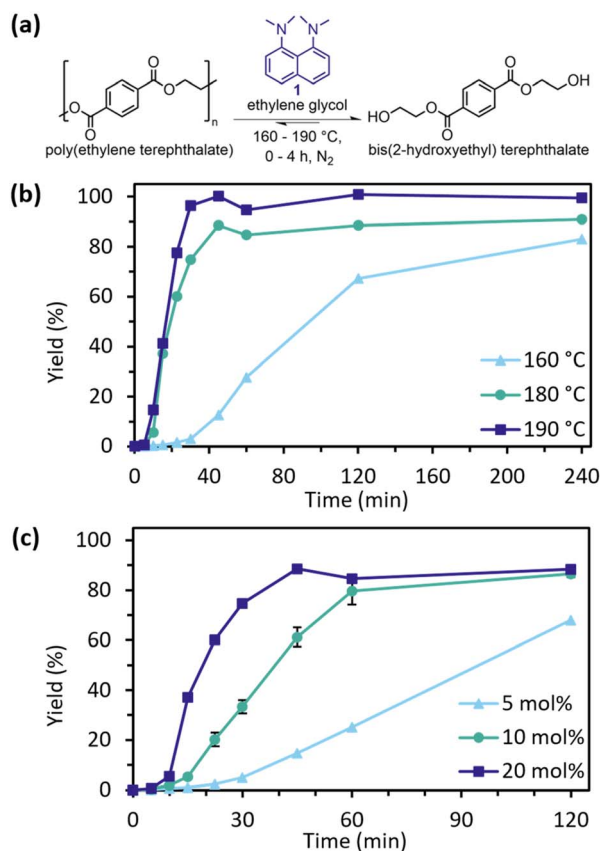 (a)
N N
1
ethylene glycol
160 - 190 °C,
0 - 4 h, N2
O
O
O
O
n
poly(ethylene terephthalate)
OH
O
O
O
O
HO
bis(2-hydroxyethyl) terephthalate
(b)
100
80
60
40
20
0
Yield (%)
160 °C
180 °C
190 °C
0 40 80 120 160 200 240
Time (min)
(c)
100
80
60
40
20
0
Yield (%)
5 mol%
10 mol%
20 mol%
0 30 60 90 120
Time (min)